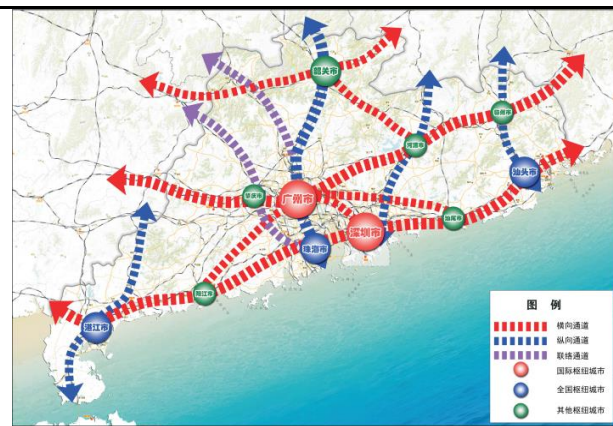 韶关市
梅州市
河源市
汕头市
肇庆市
广州市
汕尾市
深圳市
珠海市
阳江市
湛江市
图 例
横向通道
纵向通道
联络通道
国际枢纽城市
全国枢纽城市
其他枢纽城市